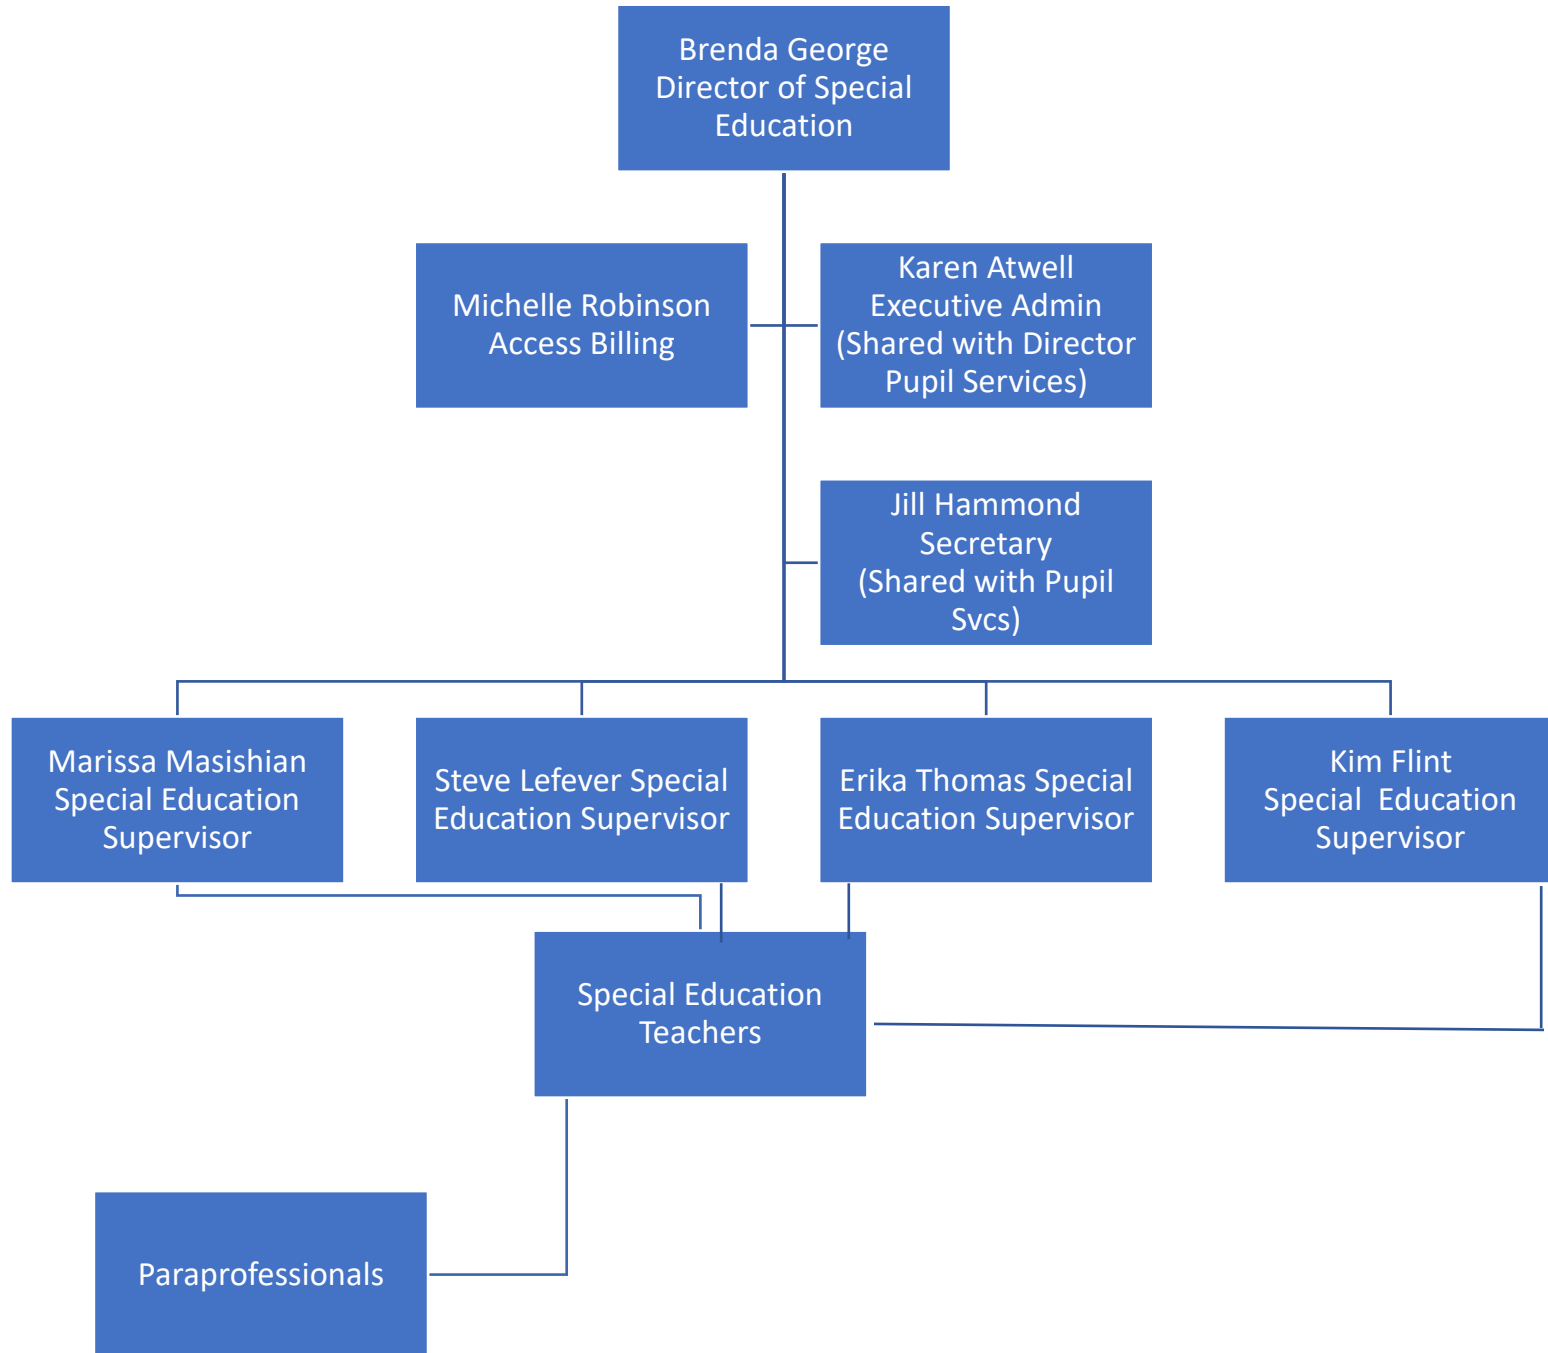 Brenda George
Director of Special
Education
Michelle Robinson
Access Billing
Karen Atwell
Executive Admin
(Shared with Director
Pupil Services)
Jill Hammond
Secretary
(Shared with Pupil
Svcs)
Marissa Masishian
Special Education
Supervisor
Steve Lefever Special
Education Supervisor
Erika Thomas Special
Education Supervisor
Kim Flint
Special  Education
Supervisor
Special Education
Teachers
Paraprofessionals